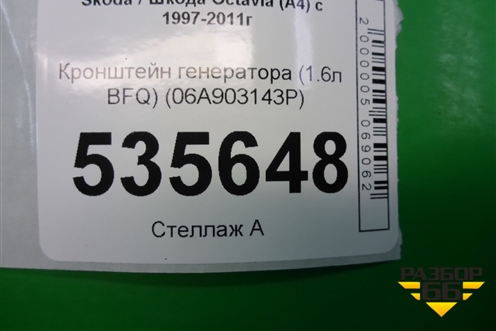 Skoda / Шкода Octavia (A4) с
1997-2011г
Кронштейн генератора (1.6л
BFQ) (06A903143P)
535648
Стеллаж А
2000005069062
РАЗБОР
66